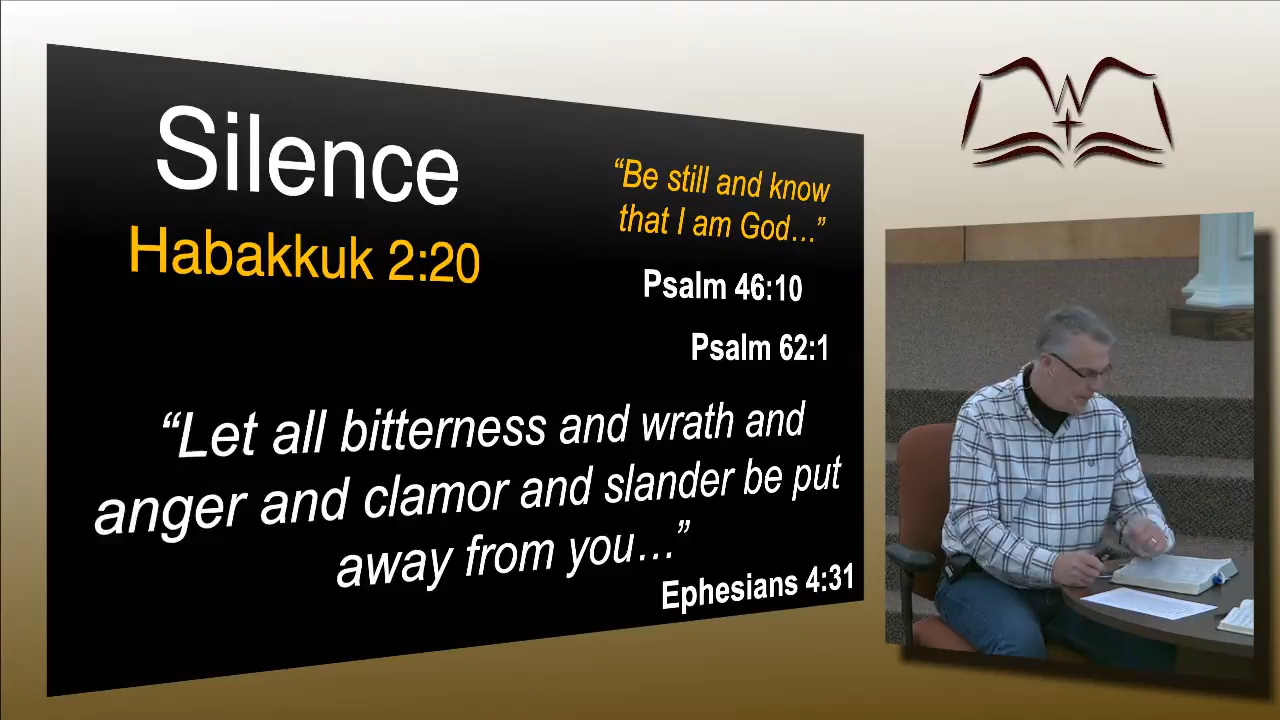 Silence
Habakkuk 2:20
“Be still and know
that I am God…”
Psalm 46:10
Psalm 62:1
“Let all bitterness and wrath and
anger and clamor and slander be put
away from you…”
Ephesians 4:31